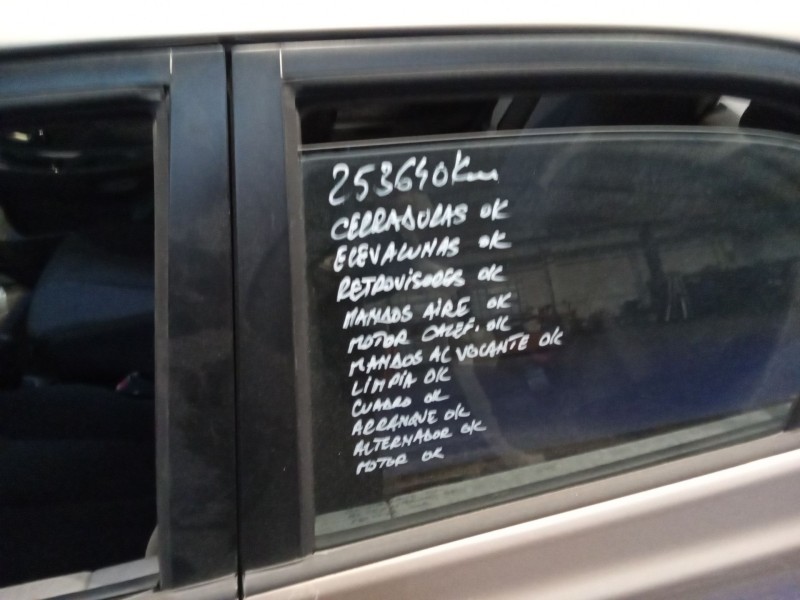 253640Km
CERRADURAS OK
ELEVALUNAS OK
RETROVISORES OK
MANDOS AIRE OK
MOTOR CALEF. OK
MANDOS AL VOLANTE OK
LIMPIA OK
CUADRO OK
ARRANQUE OK
ALTERNADOR OK
MOTOR OK